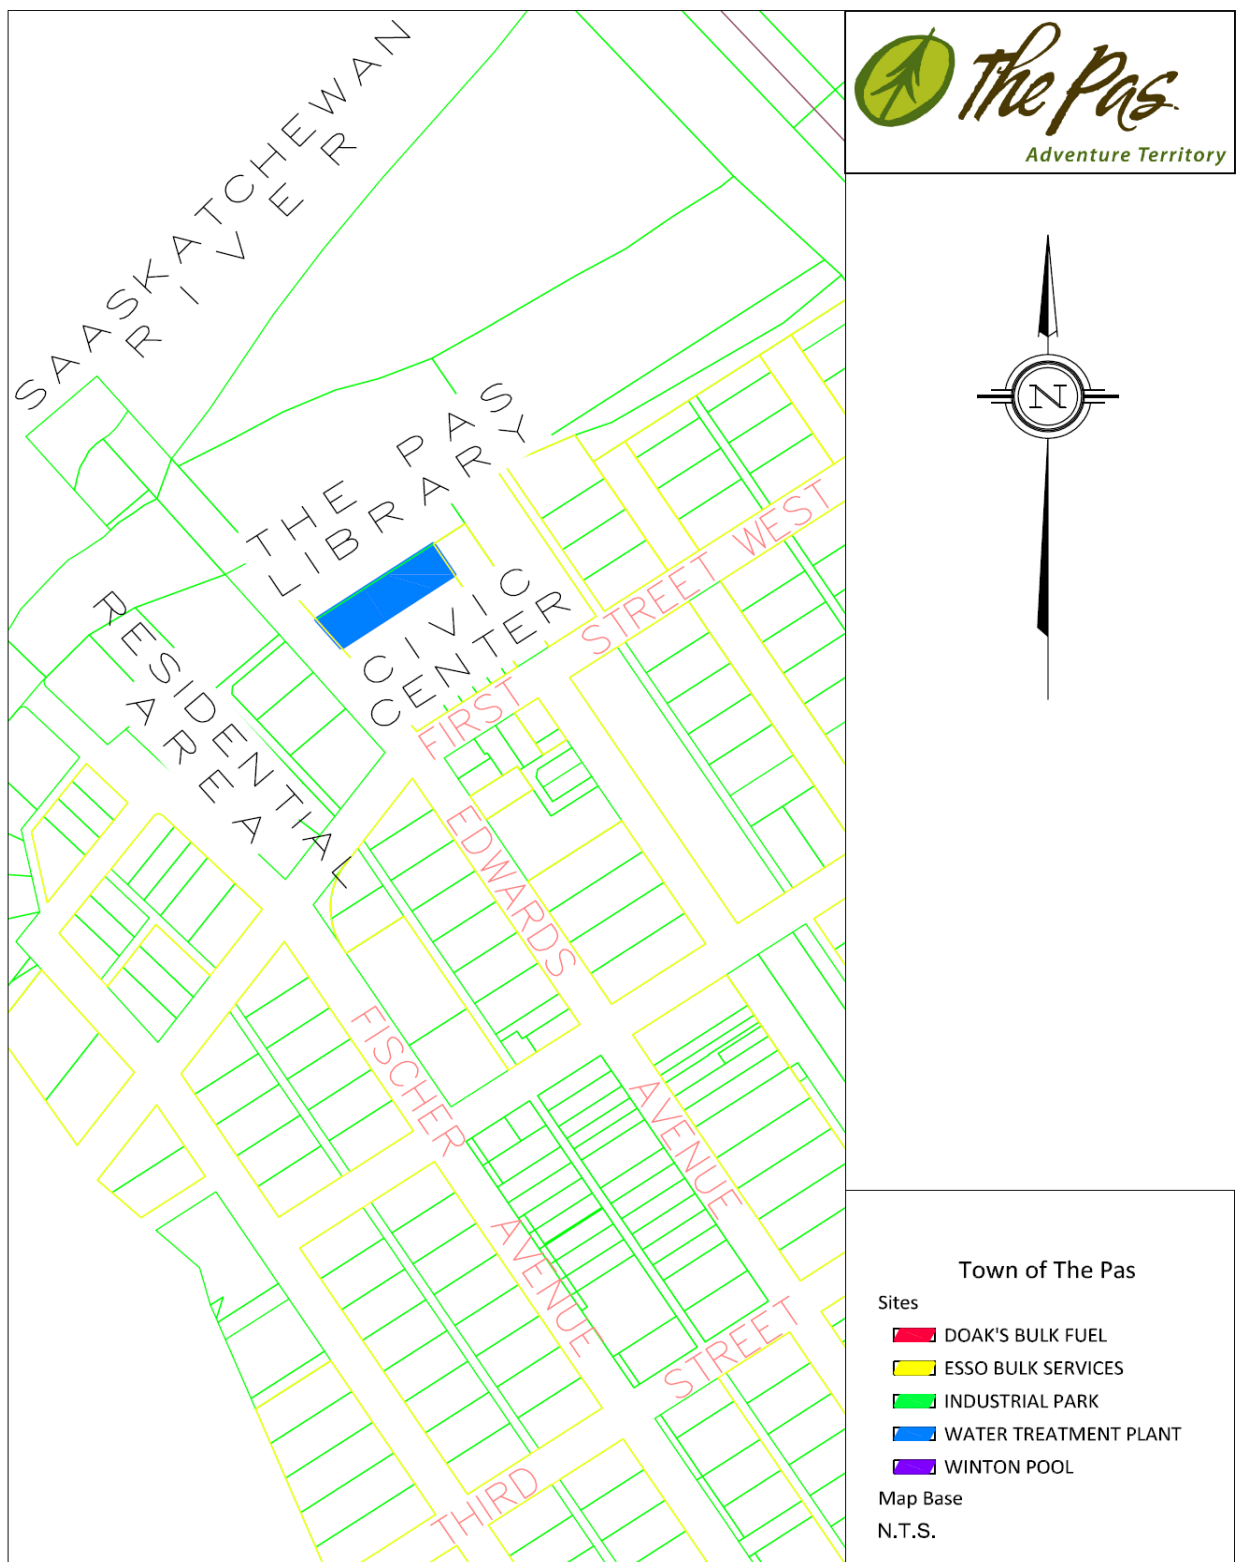 The Pas
Adventure Territory
N
SAASKATCHEWAN
RIVER
THE PAS
LIBRARY
CIVIC
CENTER
RESIDENTIAL
AREA
FIRST STREET WEST
EDWARDS AVENUE
FISCHER AVENUE
THIRD STREET
Town of The Pas
Sites
DOAK'S BULK FUEL
ESSO BULK SERVICES
INDUSTRIAL PARK
WATER TREATMENT PLANT
WINTON POOL
Map Base
N.T.S.